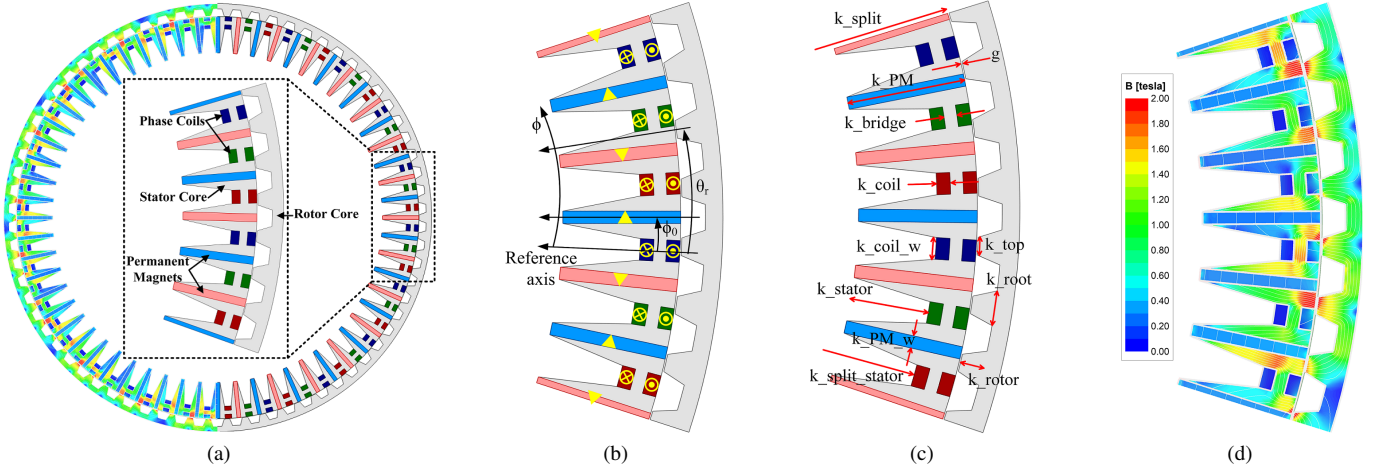 Phase Coils
Stator Core
Rotor Core
Permanent
Magnets
(a)
ϕ
θr
ϕ0
Reference
axis
(b)
k_split
g
k_PM
k_bridge
k_coil
k_coil_w
k_top
k_root
k_stator
k_PM_w
k_split_stator
k_rotor
(c)
B [tesla]
2.00
1.60
1.40
1.20
1.00
0.80
0.60
0.40
0.20
0.00
(d)